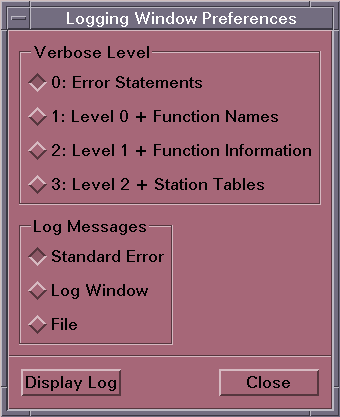 Logging Window Preferences
Verbose Level
0: Error Statements
1: Level 0 + Function Names
2: Level 1 + Function Information
3: Level 2 + Station Tables
Log Messages
Standard Error
Log Window
File
Display Log
Close